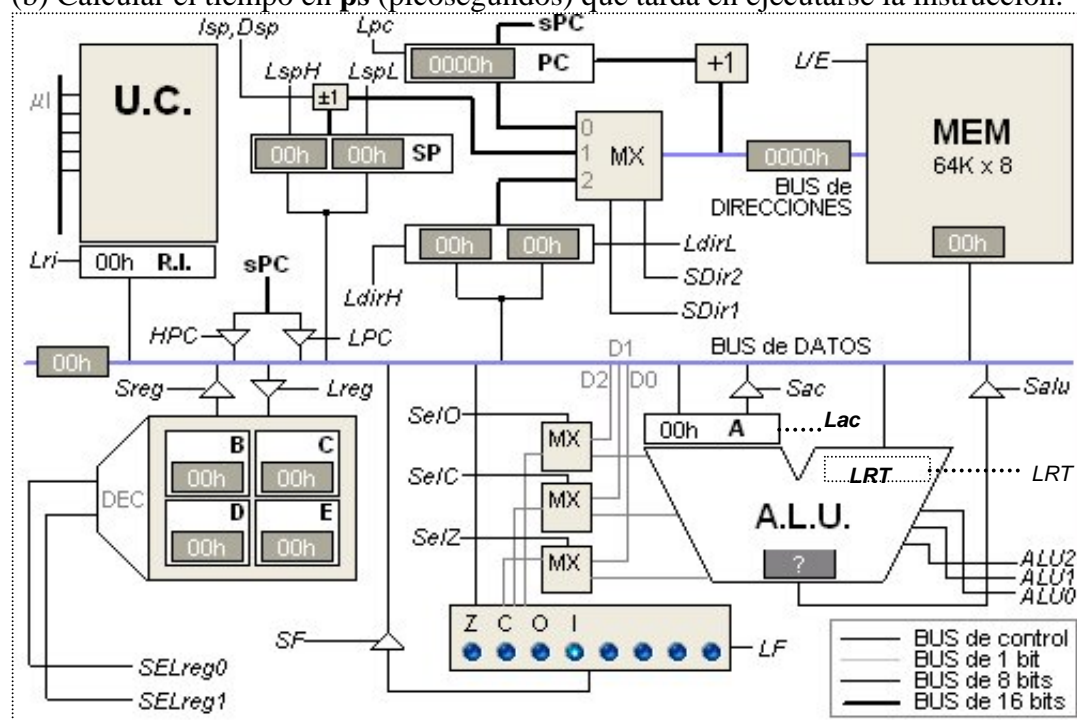 (b) Calcular el tiempo en ps (picosegundos) que tarda en ejecutarse la instrucción.
Isp,Dsp
Lpc
sPC
0000h PC
+1
L/E
µI
U.C.
LspH LspL
±1
00h 00h SP
0
1
2
MX
0000h
BUS de
DIRECCIONES
MEM
64K x 8
00h
Lri
00h R.I.
sPC
00h 00h
LdirL
SDir2
SDir1
LdirH
HPC
LPC
00h
D1
BUS de DATOS
D2 D0
Sreg
Lreg
Sac
Salu
SelO
MX
00h A
Lac
B C
00h 00h
DEC
D E
00h 00h
SelC
MX
LRT
LRT
A.L.U.
SelZ
MX
?
ALU2
ALU1
ALU0
SF
Z C O I
LF
SELreg0
SELreg1
BUS de control
BUS de 1 bit
BUS de 8 bits
BUS de 16 bits